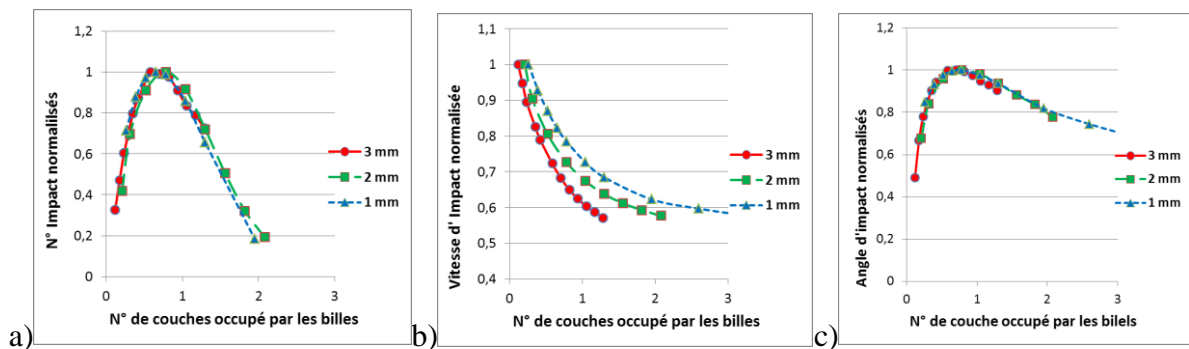 1,2
1
0,8
0,6
0,4
0,2
0
0 1 2 3
N° Impact normalilsés
N° de couches occupé par les billes
3 mm
2 mm
1 mm
a)
1,1
1
0,9
0,8
0,7
0,6
0,5
0,4
0 1 2 3
Vitesse d' Impact normalisée
N° de couches occupé par les billes
3 mm
2 mm
1 mm
b)
1,2
1
0,8
0,6
0,4
0,2
0
0 1 2 3
Angle d'impact normalisés
N° de couche occupé par les bilels
3 mm
2 mm
1 mm
c)